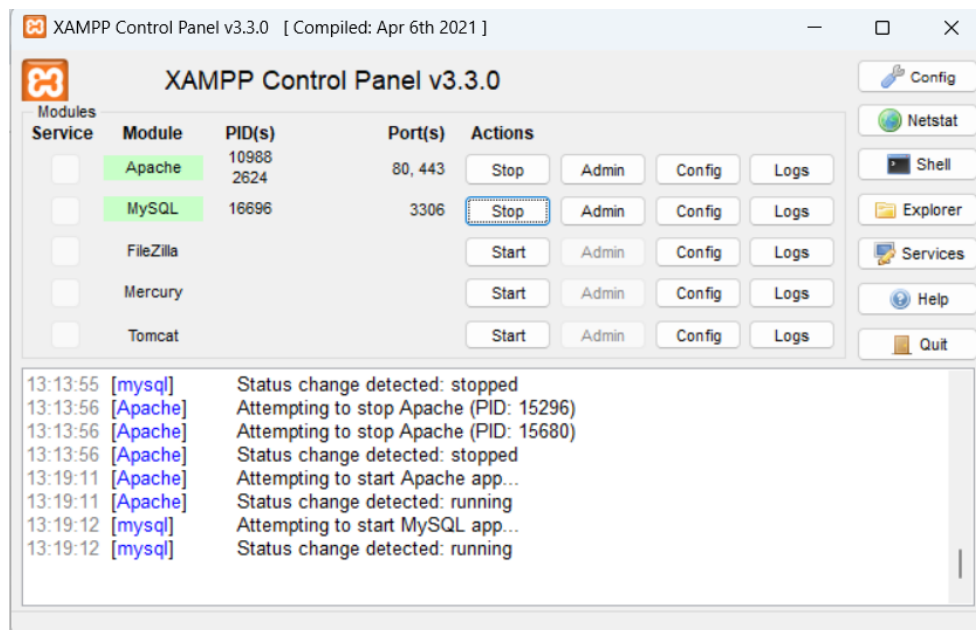 XAMPP Control Panel v3.3.0 [ Compiled: Apr 6th 2021 ]
XAMPP Control Panel v3.3.0
Config
Modules
Service Module PID(s) Port(s) Actions
Netstat
Apache 10988 2624 80, 443 Stop Admin Config Logs
Shell
MySQL 16696 3306 Stop Admin Config Logs
Explorer
FileZilla Start Admin Config Logs
Services
Mercury Start Admin Config Logs
Help
Tomcat Start Admin Config Logs
Quit
13:13:55 [mysql] Status change detected: stopped
13:13:56 [Apache] Attempting to stop Apache (PID: 15296)
13:13:56 [Apache] Attempting to stop Apache (PID: 15680)
13:13:56 [Apache] Status change detected: stopped
13:19:11 [Apache] Attempting to start Apache app...
13:19:11 [Apache] Status change detected: running
13:19:12 [mysql] Attempting to start MySQL app...
13:19:12 [mysql] Status change detected: running